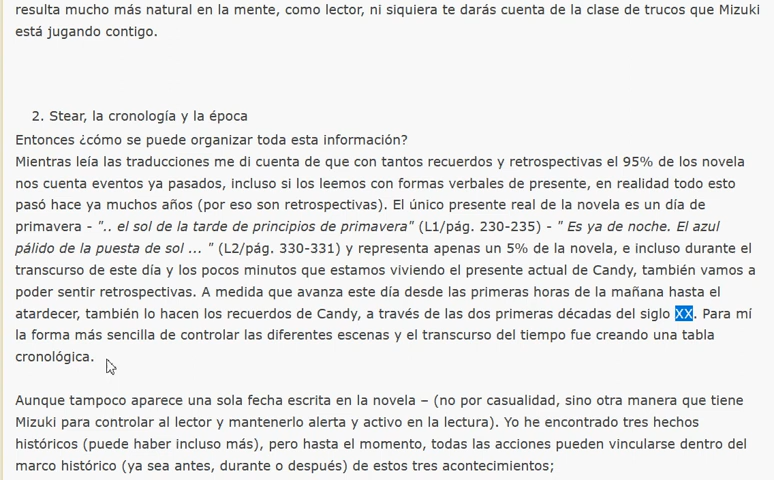 resulta mucho más natural en la mente, como lector, ni siquiera te darás cuenta de la clase de trucos que Mizuki
está jugando contigo.
2. Stear, la cronología y la época
Entonces ¿cómo se puede organizar toda esta información?
Mientras leía las traducciones me di cuenta de que con tantos recuerdos y retrospectivas el 95% de los novela
nos cuenta eventos ya pasados, incluso si los leemos con formas verbales de presente, en realidad todo esto
pasó hace ya muchos años (por eso son retrospectivas). El único presente real de la novela es un día de
primavera - ".. el sol de la tarde de principios de primavera" (L1/pág. 230-235) - " Es ya de noche. El azul
pálido de la puesta de sol ... " (L2/pág. 330-331) y representa apenas un 5% de la novela, e incluso durante el
transcurso de este día y los pocos minutos que estamos viviendo el presente actual de Candy, también vamos a
poder sentir retrospectivas. A medida que avanza este día desde las primeras horas de la mañana hasta el
atardecer, también lo hacen los recuerdos de Candy, a través de las dos primeras décadas del siglo XX. Para mí
la forma más sencilla de controlar las diferentes escenas y el transcurso del tiempo fue creando una tabla
cronológica.
Aunque tampoco aparece una sola fecha escrita en la novela – (no por casualidad, sino otra manera que tiene
Mizuki para controlar al lector y mantenerlo alerta y activo en la lectura). Yo he encontrado tres hechos
históricos (puede haber incluso más), pero hasta el momento, todas las acciones pueden vincularse dentro del
marco histórico (ya sea antes, durante o después) de estos tres acontecimientos;